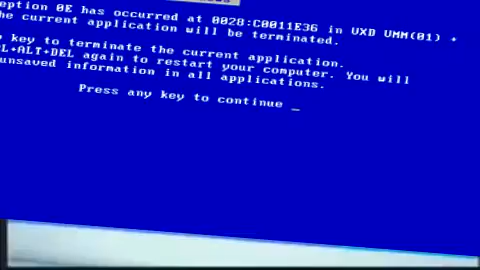 eption 0E has occurred at 0028:C0011E36 in VXD VMM(01) +
he current application will be terminated.
key to terminate the current application.
L+ALT+DEL again to restart your computer. You will
unsaved information in all applications.
Press any key to continue _